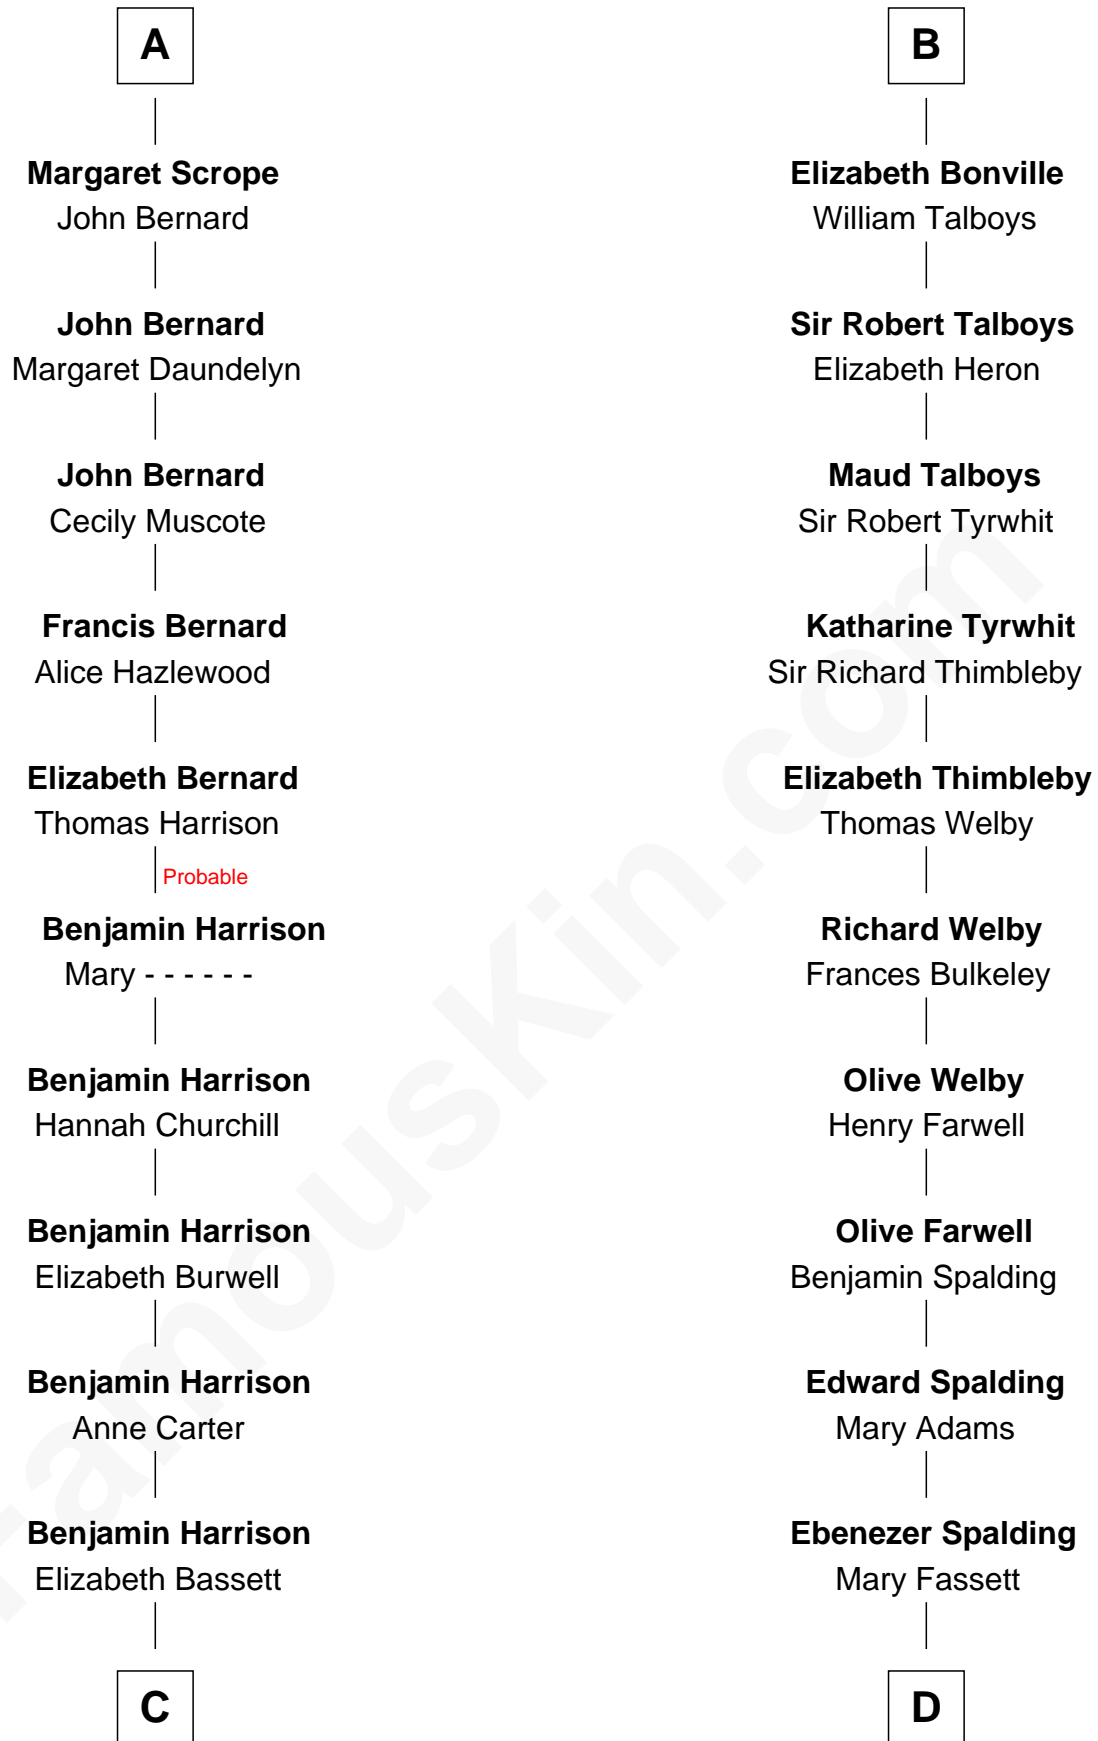 A
Margaret Scrope
John Bernard
John Bernard
Margaret Daundelyn
John Bernard
Cecily Muscote
Francis Bernard
Alice Hazlewood
Elizabeth Bernard
Thomas Harrison
Probable
Benjamin Harrison
Mary - - - - - -
Benjamin Harrison
Hannah Churchill
Benjamin Harrison
Elizabeth Burwell
Benjamin Harrison
Anne Carter
Benjamin Harrison
Elizabeth Bassett
C
B
Elizabeth Bonville
William Talboys
Sir Robert Talboys
Elizabeth Heron
Maud Talboys
Sir Robert Tyrwhit
Katharine Tyrwhit
Sir Richard Thimbleby
Elizabeth Thimbleby
Thomas Welby
Richard Welby
Frances Bulkeley
Olive Welby
Henry Farwell
Olive Farwell
Benjamin Spalding
Edward Spalding
Mary Adams
Ebenezer Spalding
Mary Fassett
D
FamousKin.com